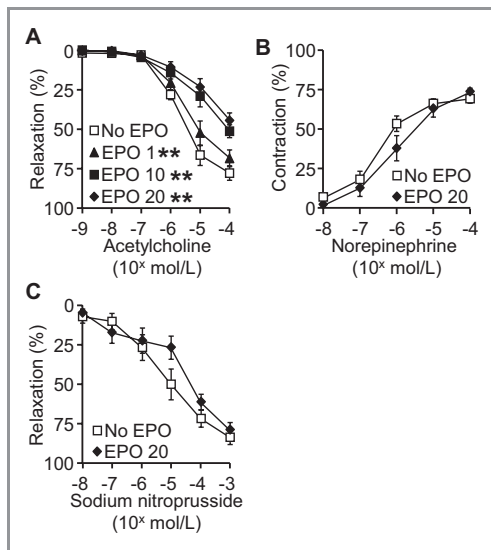 A
Relaxation (%)
0
25
50
75
100
No EPO
EPO 1**
EPO 10 **
EPO 20 **
-9 -8 -7 -6 -5 -4
Acetylcholine
(10ˣ mol/L)
B
Contraction (%)
100
75
50
25
0
No EPO
EPO 20
-8 -7 -6 -5 -4
Norepinephrine
(10ˣ mol/L)
C
Relaxation (%)
0
25
50
75
100
No EPO
EPO 20
-8 -7 -6 -5 -4 -3
Sodium nitroprusside
(10ˣ mol/L)